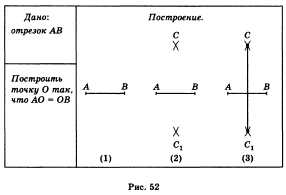 Дано:
отрезок AB
Построить
точку O так,
что AO = OB
Построение.
A B
(1)
C
A B
C₁
(2)
C
A B
C₁
(3)
Рис. 52